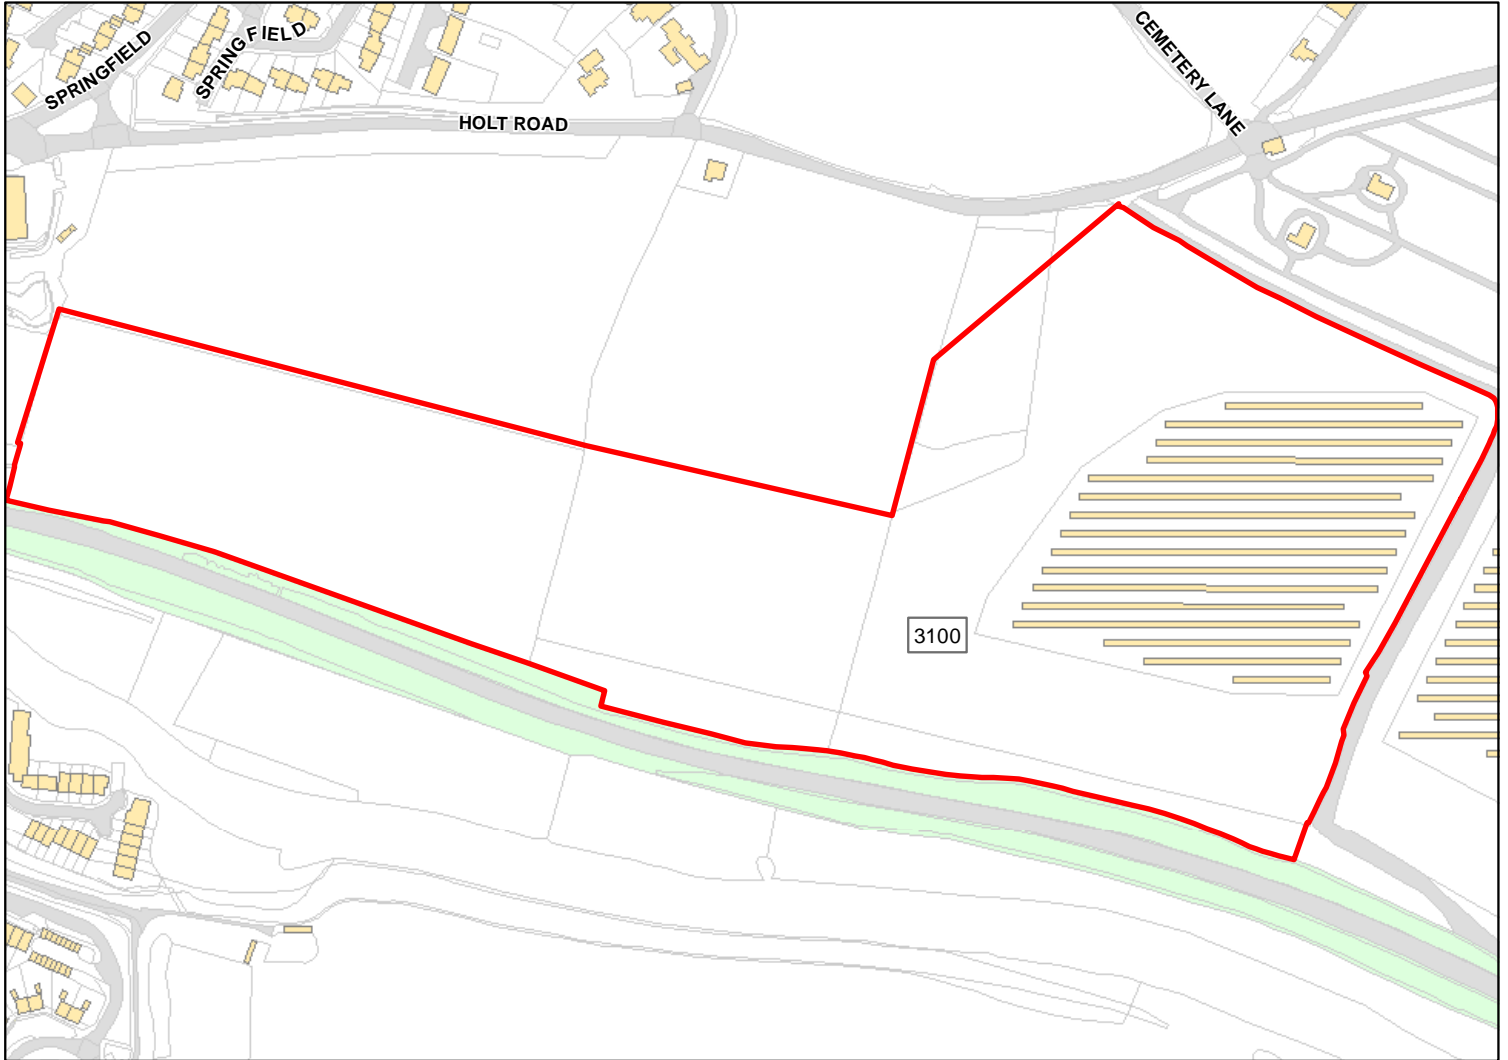 SPRINGFIELD
SPRING FIELD
HOLT ROAD
CEMETERY LANE
3100